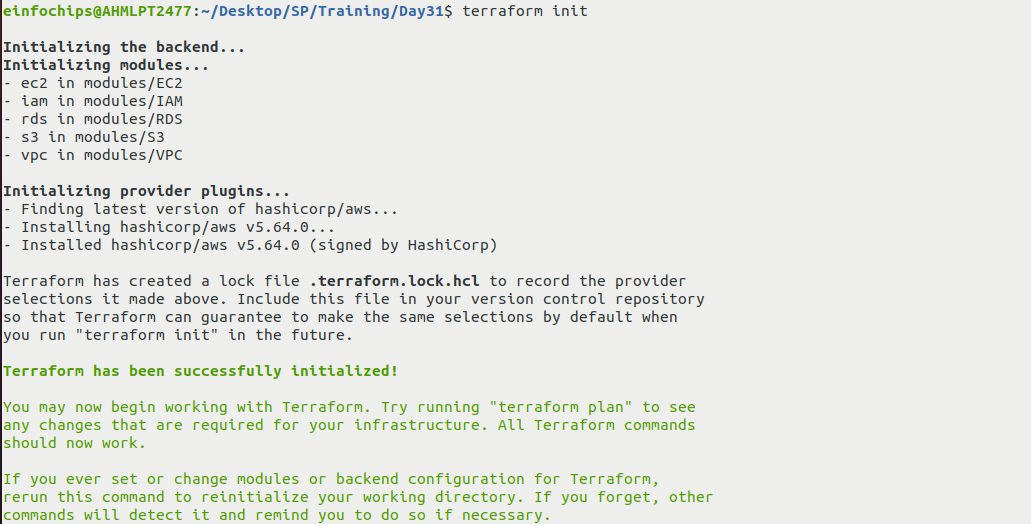 einfochips@AHMLPT2477:~/Desktop/SP/Training/Day31$ terraform init
Initializing the backend...
Initializing modules...
- ec2 in modules/EC2
- iam in modules/IAM
- rds in modules/RDS
- s3 in modules/S3
- vpc in modules/VPC
Initializing provider plugins...
- Finding latest version of hashicorp/aws...
- Installing hashicorp/aws v5.64.0...
- Installed hashicorp/aws v5.64.0 (signed by HashiCorp)
Terraform has created a lock file .terraform.lock.hcl to record the provider
selections it made above. Include this file in your version control repository
so that Terraform can guarantee to make the same selections by default when
you run "terraform init" in the future.
Terraform has been successfully initialized!
You may now begin working with Terraform. Try running "terraform plan" to see
any changes that are required for your infrastructure. All Terraform commands
should now work.
If you ever set or change modules or backend configuration for Terraform,
rerun this command to reinitialize your working directory. If you forget, other
commands will detect it and remind you to do so if necessary.